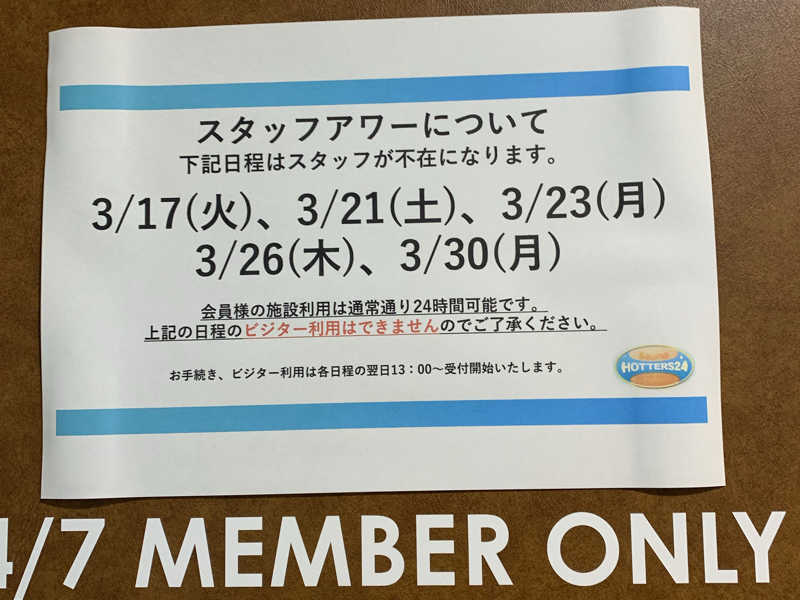 スタッフアワーについて
下記日程はスタッフが不在になります。
3/17(火)、3/21(土)、3/23(月)
3/26(木)、3/30(月)
会員様の施設利用は通常通り24時間可能です。
上記の日程のビジター利用はできませんのでご了承ください。
お手続き、ビジター利用は各日程の翌日13：00〜受付開始いたします。
HOTTERS24
4/7 MEMBER ONLY